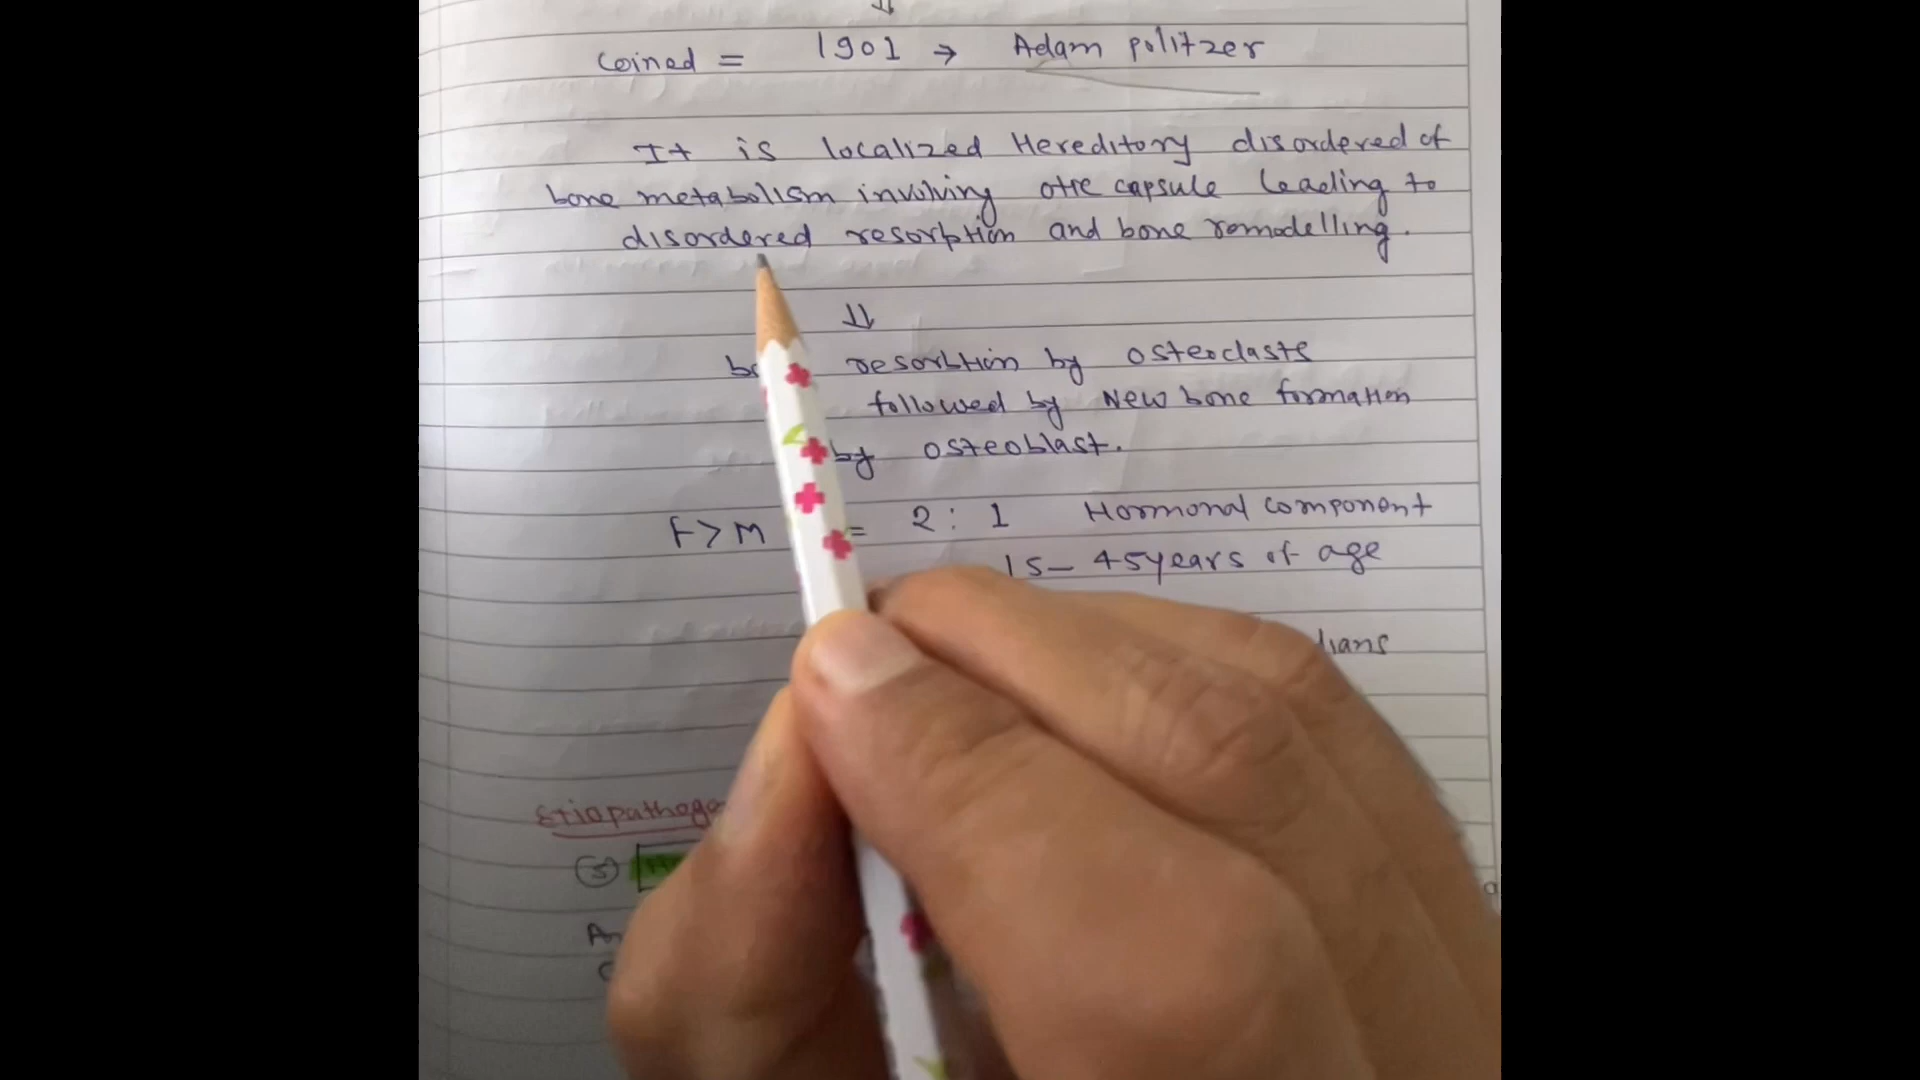 ⇓
Coined = 1901 → Adam politzer
It is localized Hereditory disordered of
bone metabolism involving otic capsule leading to
disordered resorption and bone remodelling.
⇓
resorbtion by osteoclasts
followed by New bone formation
by osteoblast.
F > M = 2 : 1 Hormonal component
15 - 45 years of age